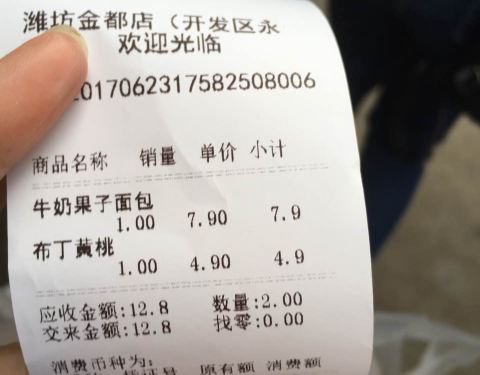 潍坊金都店（开发区永
欢迎光临
2017062317582508006
商品名称 销量 单价 小计
牛奶果子面包
1.00 7.90 7.9
布丁黄桃
1.00 4.90 4.9
应收金额:12.8 数量:2.00
交来金额:12.8 找零:0.00
消费币种为:
原有额 消费额